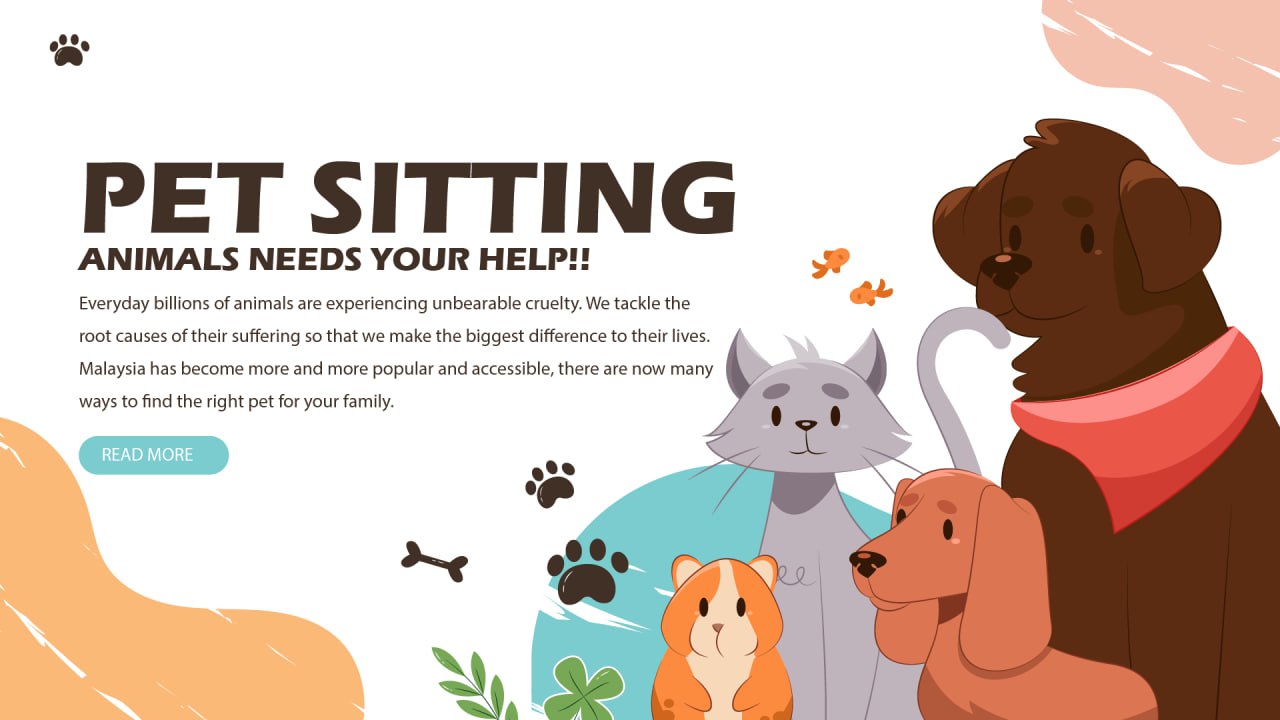 PET SITTING
ANIMALS NEEDS YOUR HELP!!
Everyday billions of animals are experiencing unbearable cruelty. We tackle the
root causes of their suffering so that we make the biggest difference to their lives.
Malaysia has become more and more popular and accessible, there are now many
ways to find the right pet for your family.
READ MORE